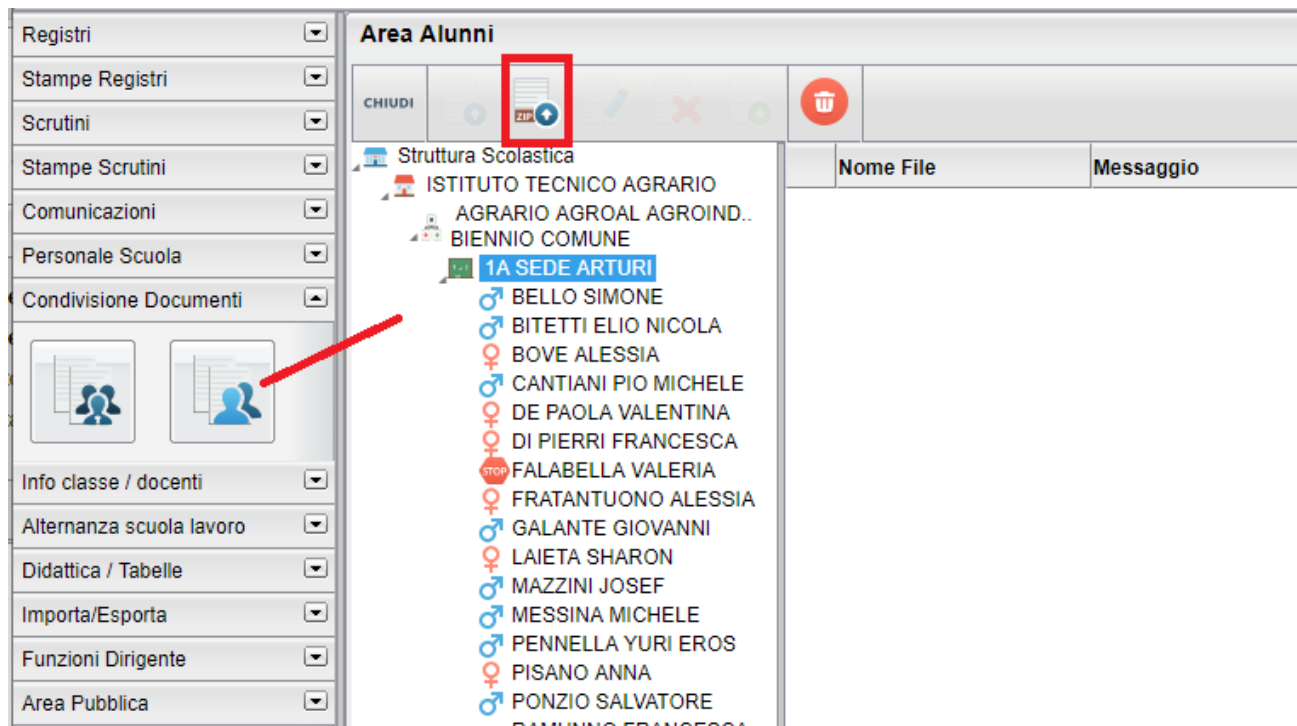 Registri
Stampe Registri
Scrutini
Stampe Scrutini
Comunicazioni
Personale Scuola
Condivisione Documenti
Info classe / docenti
Alternanza scuola lavoro
Didattica / Tabelle
Importa/Esporta
Funzioni Dirigente
Area Pubblica
Area Alunni
CHIUDI
ZIP
Struttura Scolastica
ISTITUTO TECNICO AGRARIO
AGRARIO AGROAL AGROIND..
BIENNIO COMUNE
1A SEDE ARTURI
BELLO SIMONE
BITETTI ELIO NICOLA
BOVE ALESSIA
CANTIANI PIO MICHELE
DE PAOLA VALENTINA
DI PIERRI FRANCESCA
STOP FALABELLA VALERIA
FRATANTUONO ALESSIA
GALANTE GIOVANNI
LAIETA SHARON
MAZZINI JOSEF
MESSINA MICHELE
PENNELLA YURI EROS
PISANO ANNA
PONZIO SALVATORE
Nome File
Messaggio